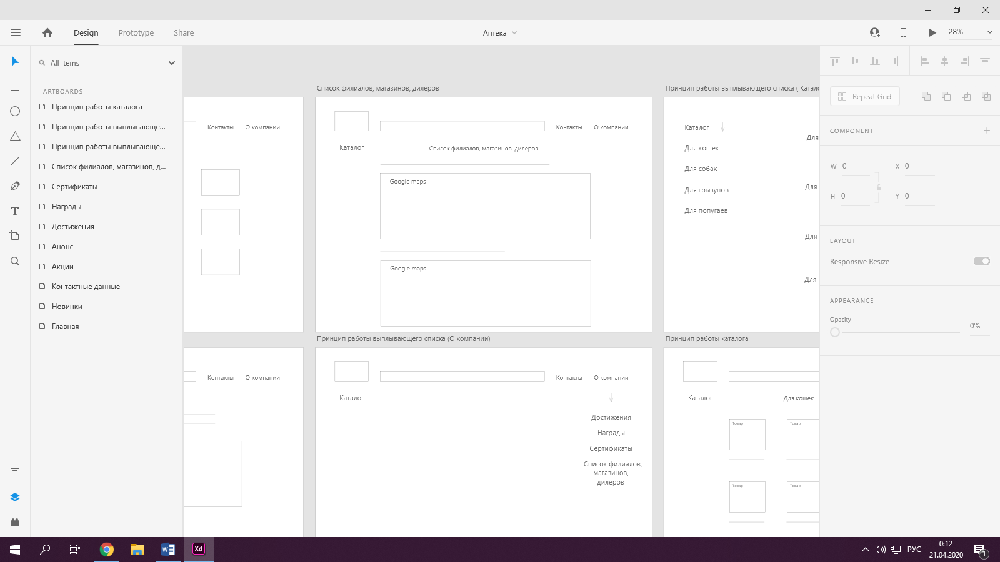 Design
Prototype
Share
Аптека
28%
All Items
ARTBOARDS
Принцип работы каталога
Принцип работы выплывающе...
Принцип работы выплывающе...
Список филиалов, магазинов, д...
Сертификаты
Награды
Достижения
Анонс
Акции
Контактные данные
Новинки
Главная
Контакты
О компании
Список филиалов, магазинов, дилеров
Контакты
О компании
Каталог
Список филиалов, магазинов, дилеров
Google maps
Google maps
Принцип работы выплывающего списка ( Катало
Каталог
Для кошек
Для собак
Для грызунов
Для попугаев
Для
Для
Для
Для
Контакты
О компании
Принцип работы выплывающего списка (О компании)
Контакты
О компании
Каталог
Достижения
Награды
Сертификаты
Список филиалов,
магазинов,
дилеров
Принцип работы каталога
Каталог
Для кошек
Товар
Товар
Товар
Товар
Repeat Grid
COMPONENT
W 0
X 0
H 0
Y 0
LAYOUT
Responsive Resize
APPEARANCE
Opacity
0%
W
Xd
РУС
0:12
21.04.2020
1